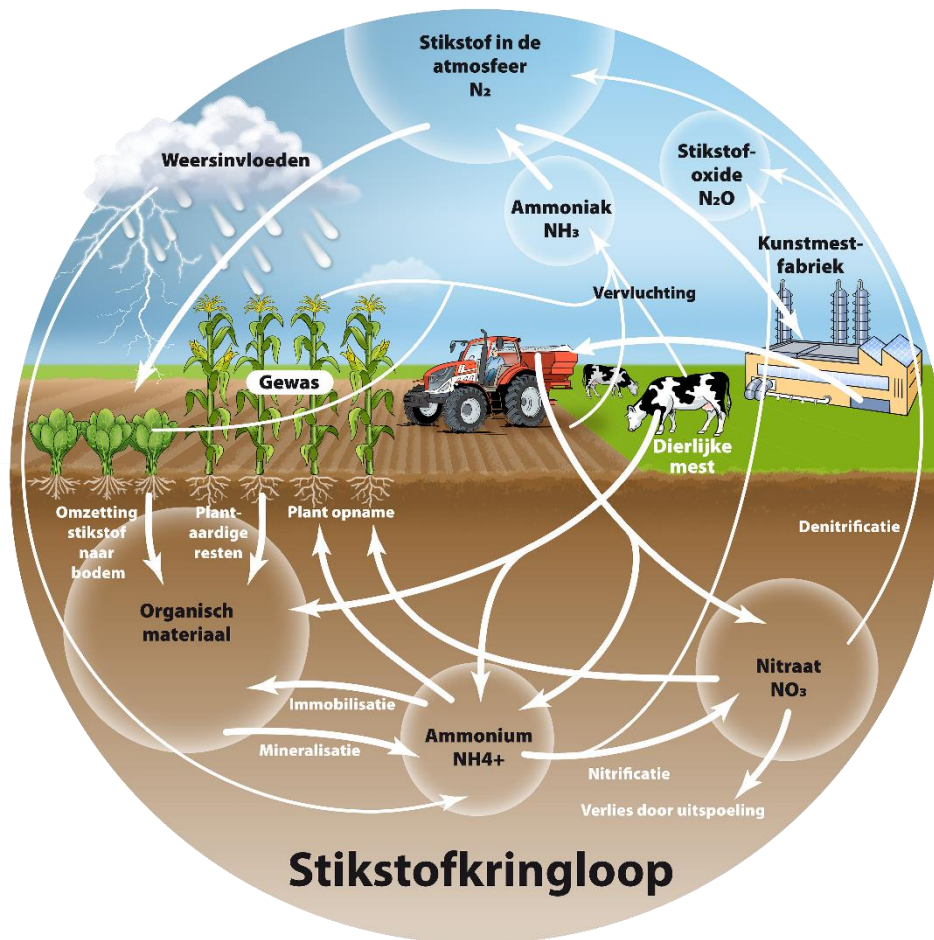 Stikstof in de
atmosfeer
N₂
Weersinvloeden
Stikstof-
oxide
N₂O
Ammoniak
NH₃
Kunstmest-
fabriek
Vervluchting
Gewas
Dierlijke
mest
Omzetting
stikstof
naar
bodem
Plant-
aardige
resten
Plant opname
Denitrificatie
Organisch
materiaal
Nitraat
NO₃
Immobilisatie
Mineralisatie
Ammonium
NH4+
Nitrificatie
Verlies door uitspoeling
Stikstofkringloop